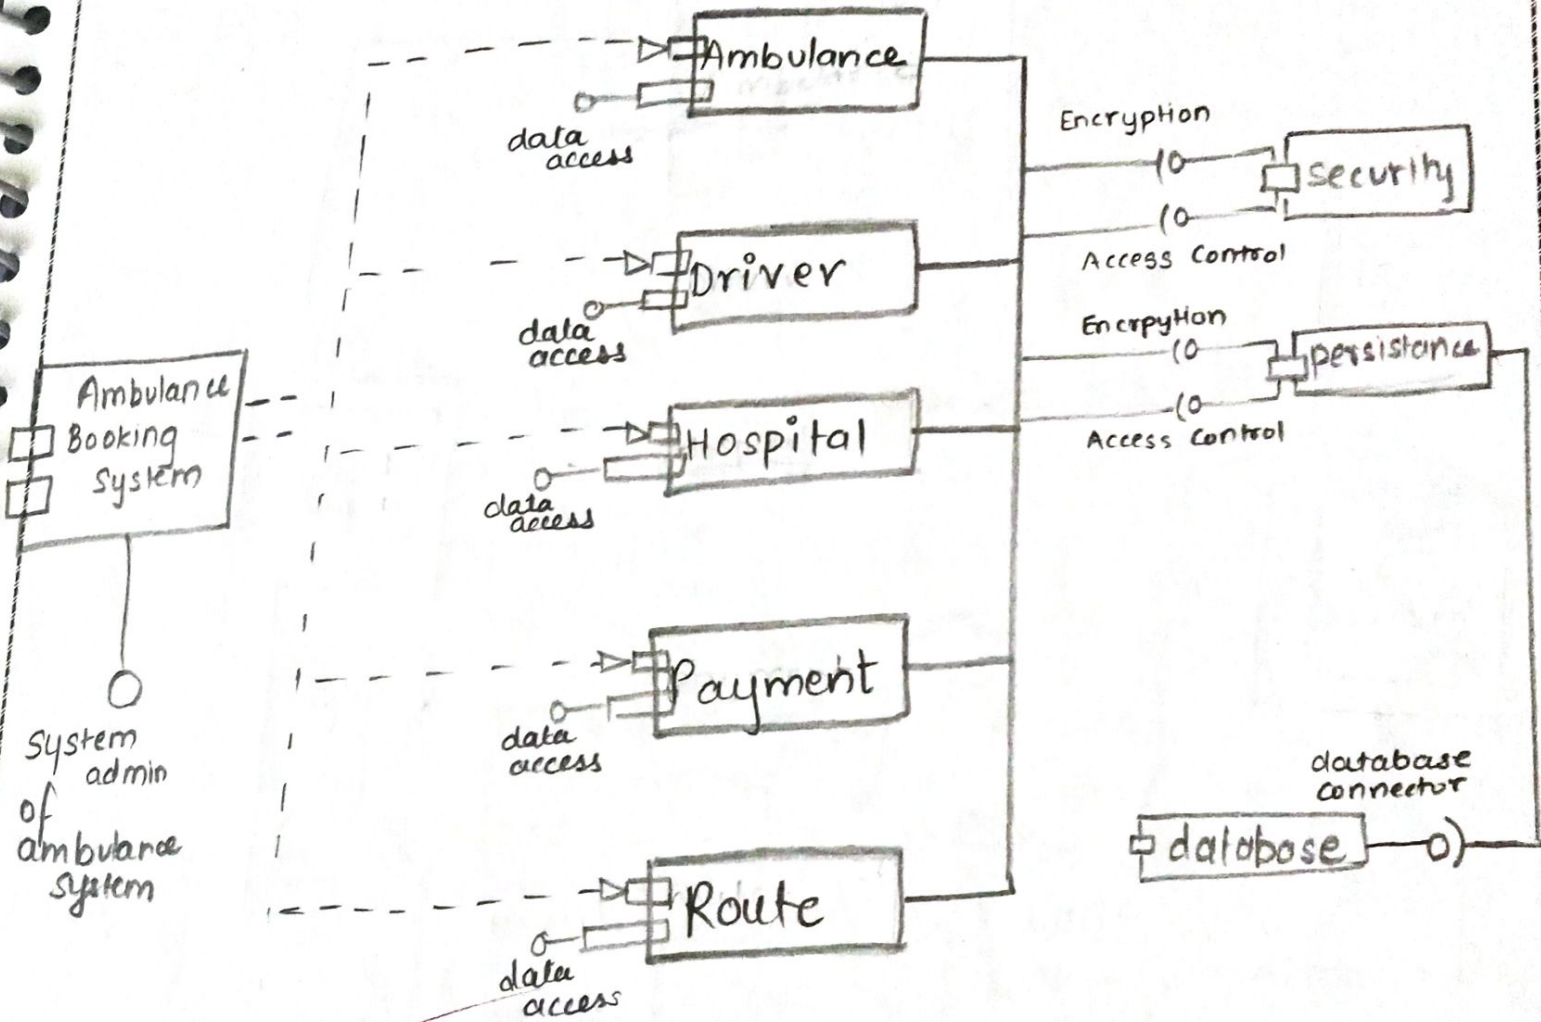 Ambulance
data
access
Encryption
security
Access Control
Driver
data
access
Encrpytion
persistance
Access Control
Ambulance
Booking
System
Hospital
data
access
Payment
data
access
System
admin
of
ambulance
system
database
connector
database
Route
data
access